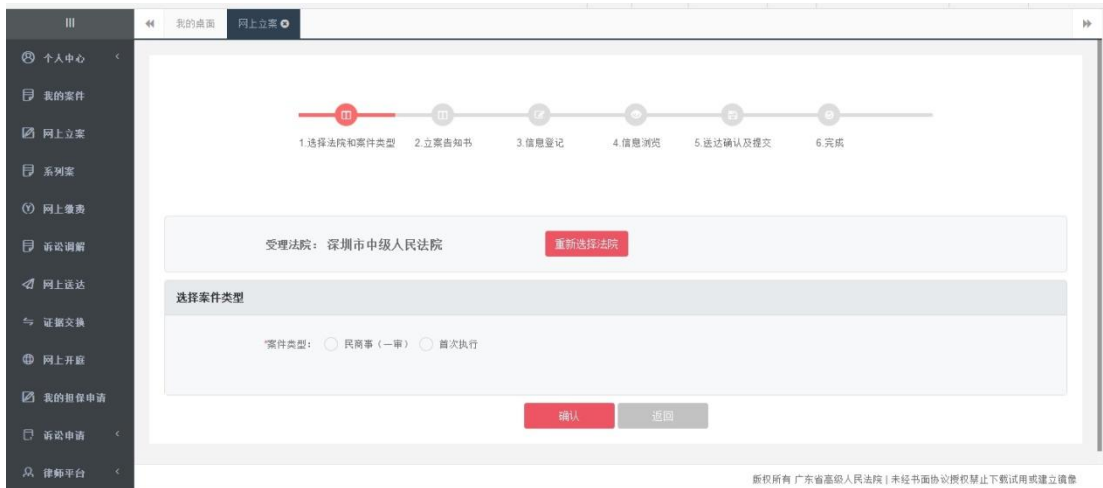 我的桌面 网上立案
个人中心
我的案件
网上立案
系列案
网上缴费
诉讼调解
网上送达
证据交换
网上开庭
我的担保申请
诉讼申请
律师平台
1.选择法院和案件类型 2.立案告知书 3.信息登记 4.信息浏览 5.送达确认及提交 6.完成
受理法院: 深圳市中级人民法院 重新选择法院
选择案件类型
*案件类型: 民商事(一审) 首次执行
确认 返回
版权所有 广东省高级人民法院 | 未经书面协议授权禁止下载试用或建立镜像